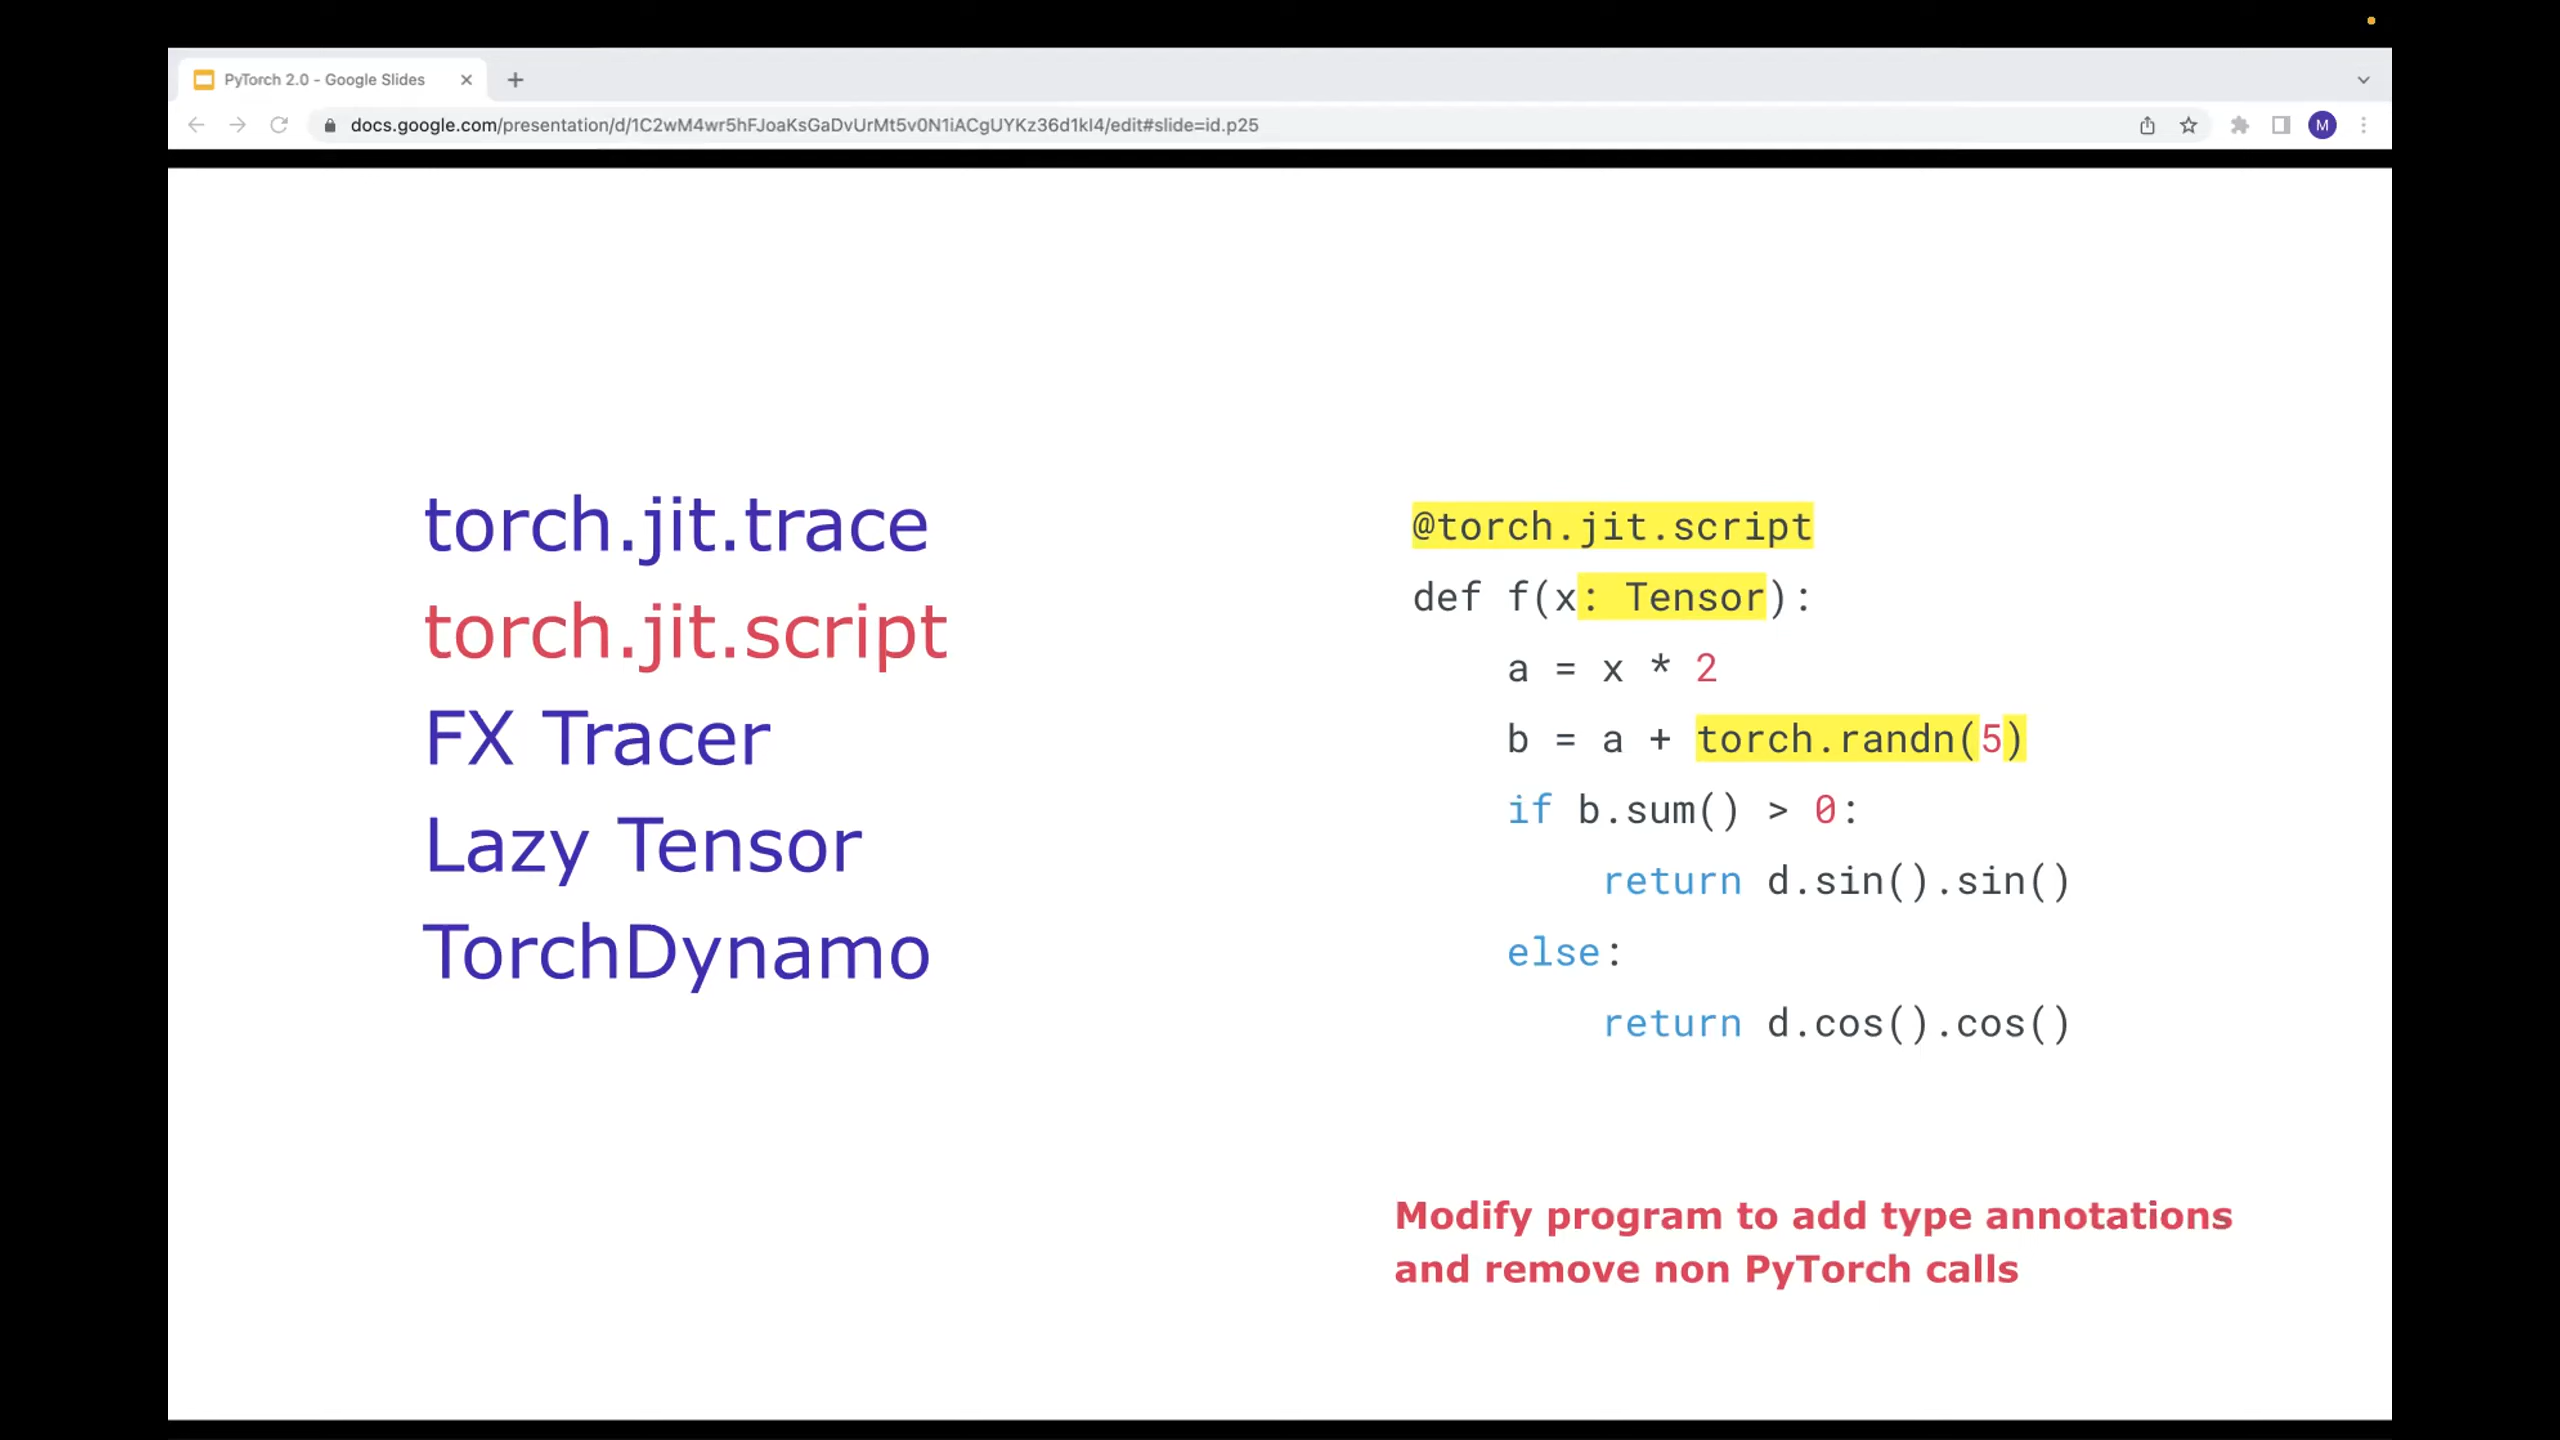 PyTorch 2.0 - Google Slides
docs.google.com/presentation/d/1C2wM4wr5hFJoaKsGaDvUrMt5v0N1iACgUYKz36d1kI4/edit#slide=id.p25
M
torch.jit.trace
torch.jit.script
FX Tracer
Lazy Tensor
TorchDynamo
@torch.jit.script
def f(x: Tensor):
    a = x * 2
    b = a + torch.randn(5)
    if b.sum() > 0:
        return d.sin().sin()
    else:
        return d.cos().cos()
Modify program to add type annotations
and remove non PyTorch calls